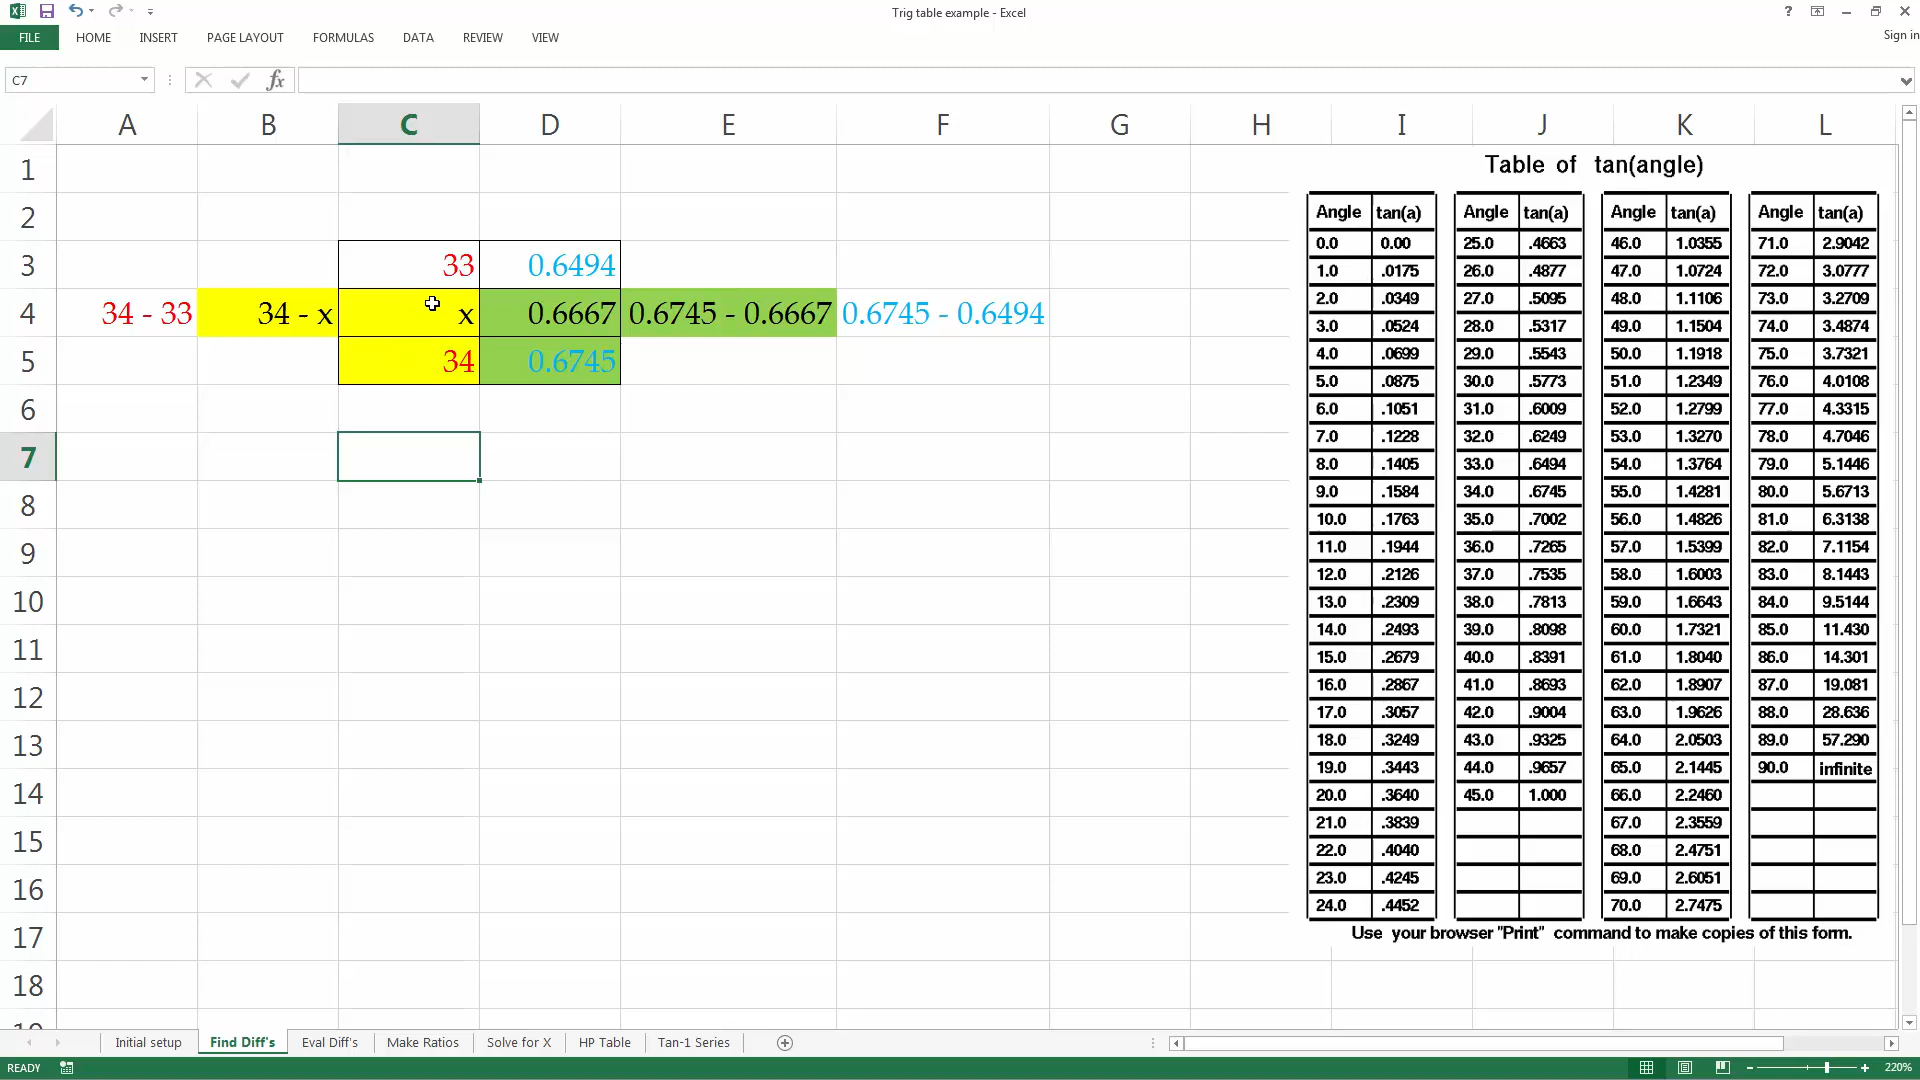 Trig table example - Excel
?
FILE HOME INSERT PAGE LAYOUT FORMULAS DATA REVIEW VIEW
Sign in
C7
fx
A B C D E F G H I J K L
1
2
3 33 0.6494
4 34 - 33 34 - x x 0.6667 0.6745 - 0.6667 0.6745 - 0.6494
5 34 0.6745
6
7
8
9
10
11
12
13
14
15
16
17
18
19
Table of tan(angle)
Angle tan(a) Angle tan(a) Angle tan(a) Angle tan(a)
0.0 0.00 25.0 .4663 46.0 1.0355 71.0 2.9042
1.0 .0175 26.0 .4877 47.0 1.0724 72.0 3.0777
2.0 .0349 27.0 .5095 48.0 1.1106 73.0 3.2709
3.0 .0524 28.0 .5317 49.0 1.1504 74.0 3.4874
4.0 .0699 29.0 .5543 50.0 1.1918 75.0 3.7321
5.0 .0875 30.0 .5773 51.0 1.2349 76.0 4.0108
6.0 .1051 31.0 .6009 52.0 1.2799 77.0 4.3315
7.0 .1228 32.0 .6249 53.0 1.3270 78.0 4.7046
8.0 .1405 33.0 .6494 54.0 1.3764 79.0 5.1446
9.0 .1584 34.0 .6745 55.0 1.4281 80.0 5.6713
10.0 .1763 35.0 .7002 56.0 1.4826 81.0 6.3138
11.0 .1944 36.0 .7265 57.0 1.5399 82.0 7.1154
12.0 .2126 37.0 .7535 58.0 1.6003 83.0 8.1443
13.0 .2309 38.0 .7813 59.0 1.6643 84.0 9.5144
14.0 .2493 39.0 .8098 60.0 1.7321 85.0 11.430
15.0 .2679 40.0 .8391 61.0 1.8040 86.0 14.301
16.0 .2867 41.0 .8693 62.0 1.8907 87.0 19.081
17.0 .3057 42.0 .9004 63.0 1.9626 88.0 28.636
18.0 .3249 43.0 .9325 64.0 2.0503 89.0 57.290
19.0 .3443 44.0 .9657 65.0 2.1445 90.0 infinite
20.0 .3640 45.0 1.000 66.0 2.2460
21.0 .3839 67.0 2.3559
22.0 .4040 68.0 2.4751
23.0 .4245 69.0 2.6051
24.0 .4452 70.0 2.7475
Use your browser "Print" command to make copies of this form.
Initial setup Find Diff's Eval Diff's Make Ratios Solve for X HP Table Tan-1 Series
READY
220%